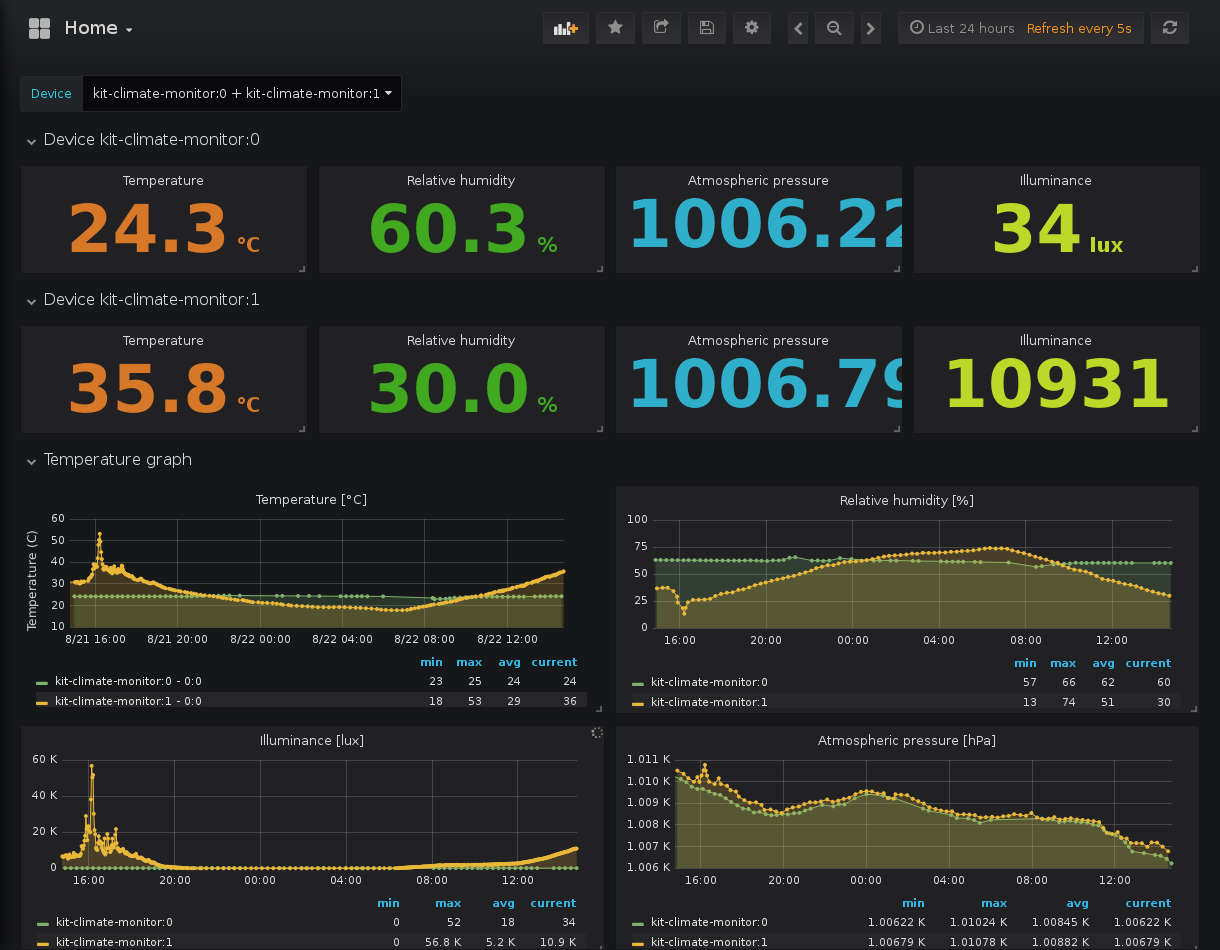 Home
Last 24 hours Refresh every 5s
Device kit-climate-monitor:0 + kit-climate-monitor:1
Device kit-climate-monitor:0
Temperature Relative humidity Atmospheric pressure Illuminance
24.3 °C 60.3 % 1006.22 34 lux
Device kit-climate-monitor:1
Temperature Relative humidity Atmospheric pressure Illuminance
35.8 °C 30.0 % 1006.79 10931
Temperature graph
Temperature [°C]
Temperature (C)
60
50
40
30
20
10
8/21 16:00 8/21 20:00 8/22 00:00 8/22 04:00 8/22 08:00 8/22 12:00
min max avg current
kit-climate-monitor:0 - 0:0 23 25 24 24
kit-climate-monitor:1 - 0:0 18 53 29 36
Relative humidity [%]
100
75
50
25
0
16:00 20:00 00:00 04:00 08:00 12:00
min max avg current
kit-climate-monitor:0 57 66 62 60
kit-climate-monitor:1 13 74 51 30
Illuminance [lux]
60 K
40 K
20 K
0
16:00 20:00 00:00 04:00 08:00 12:00
min max avg current
kit-climate-monitor:0 0 52 18 34
kit-climate-monitor:1 0 56.8 K 5.2 K 10.9 K
Atmospheric pressure [hPa]
1.011 K
1.010 K
1.009 K
1.008 K
1.007 K
1.006 K
16:00 20:00 00:00 04:00 08:00 12:00
min max avg current
kit-climate-monitor:0 1.00622 K 1.01024 K 1.00845 K 1.00622 K
kit-climate-monitor:1 1.00679 K 1.01078 K 1.00882 K 1.00679 K